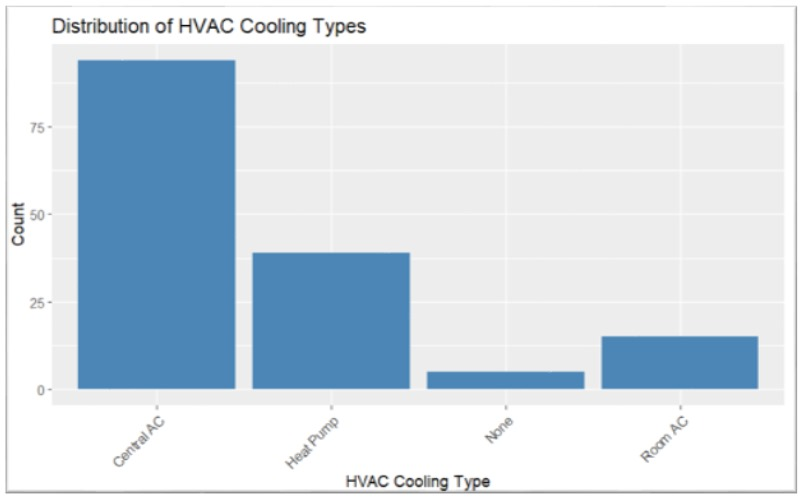 Distribution of HVAC Cooling Types
Count
75
50
25
0
Central AC
Heat Pump
None
Room AC
HVAC Cooling Type